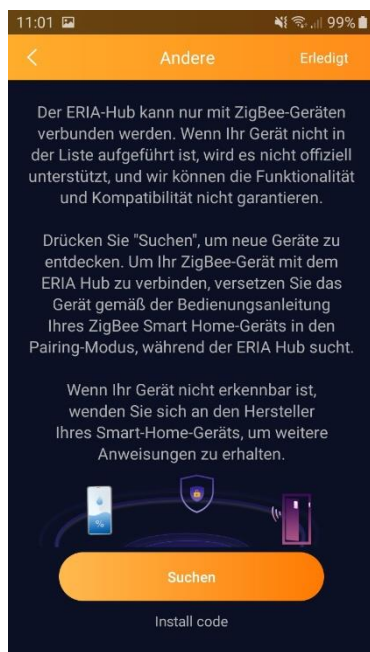 11:01 99%
Andere Erledigt
Der ERIA-Hub kann nur mit ZigBee-Geräten
verbunden werden. Wenn Ihr Gerät nicht in
der Liste aufgeführt ist, wird es nicht offiziell
unterstützt, und wir können die Funktionalität
und Kompatibilität nicht garantieren.
Drücken Sie "Suchen", um neue Geräte zu
entdecken. Um Ihr ZigBee-Gerät mit dem
ERIA Hub zu verbinden, versetzen Sie das
Gerät gemäß der Bedienungsanleitung
Ihres ZigBee Smart Home-Geräts in den
Pairing-Modus, während der ERIA Hub sucht.
Wenn Ihr Gerät nicht erkennbar ist,
wenden Sie sich an den Hersteller
Ihres Smart-Home-Geräts, um weitere
Anweisungen zu erhalten.
%
Suchen
Install code